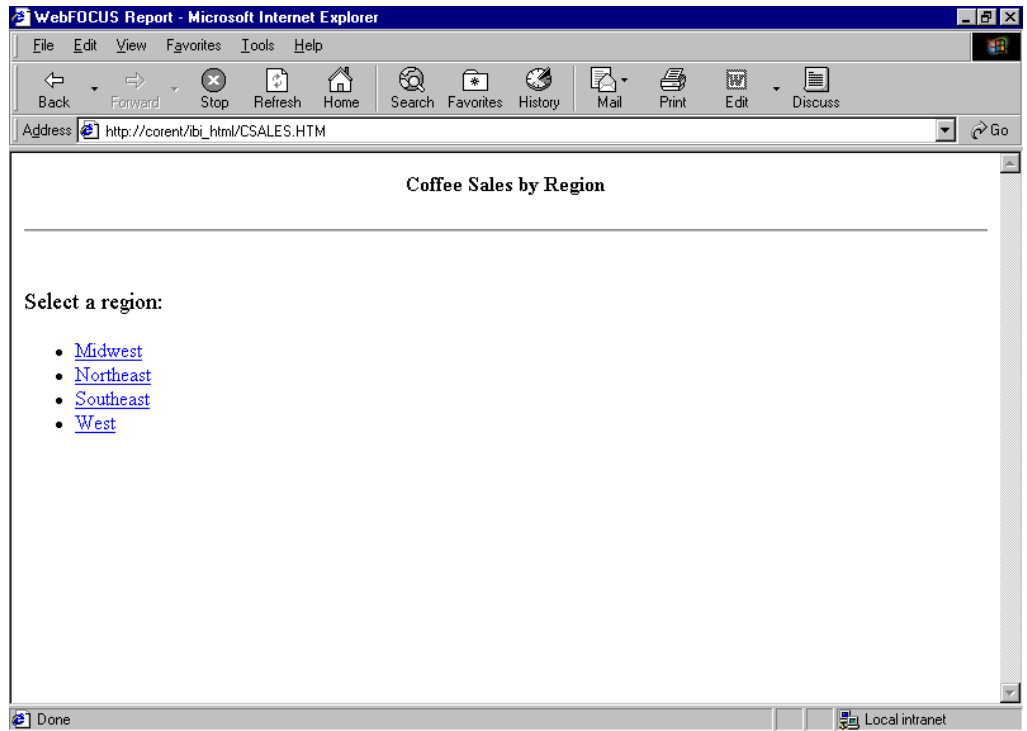 WebFOCUS Report - Microsoft Internet Explorer
File Edit View Favorites Tools Help
Back Forward Stop Refresh Home Search Favorites History Mail Print Edit Discuss
Address http://corent/ibi_html/CSALES.HTM Go
Coffee Sales by Region
Select a region:
• Midwest
• Northeast
• Southeast
• West
Done Local intranet